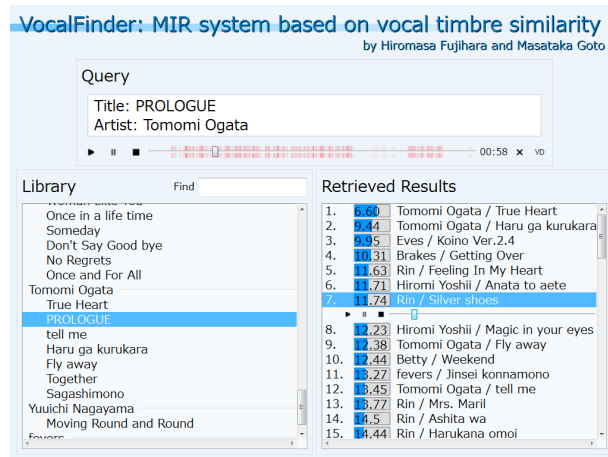 VocalFinder: MIR system based on vocal timbre similarity
by Hiromasa Fujihara and Masataka Goto
Query
Title: PROLOGUE
Artist: Tomomi Ogata
00:58 × VD
Library
Find
Once in a life time
Someday
Don't Say Good bye
No Regrets
Once and For All
Tomomi Ogata
True Heart
PROLOGUE
tell me
Haru ga kurukara
Fly away
Together
Sagashimono
Yuuichi Nagayama
Moving Round and Round
fevers
Retrieved Results
1. 6.60 Tomomi Ogata / True Heart
2. 9.44 Tomomi Ogata / Haru ga kurukara
3. 9.95 Eves / Koino Ver.2.4
4. 10.31 Brakes / Getting Over
5. 11.63 Rin / Feeling In My Heart
6. 11.71 Hiromi Yoshii / Anata to aete
7. 11.74 Rin / Silver shoes
8. 12.23 Hiromi Yoshii / Magic in your eyes
9. 12.38 Tomomi Ogata / Fly away
10. 12.44 Betty / Weekend
11. 13.27 fevers / Jinsei konnamono
12. 13.45 Tomomi Ogata / tell me
13. 13.77 Rin / Mrs. Maril
14. 14.5 Rin / Ashita wa
15. 14.44 Rin / Harukana omoi